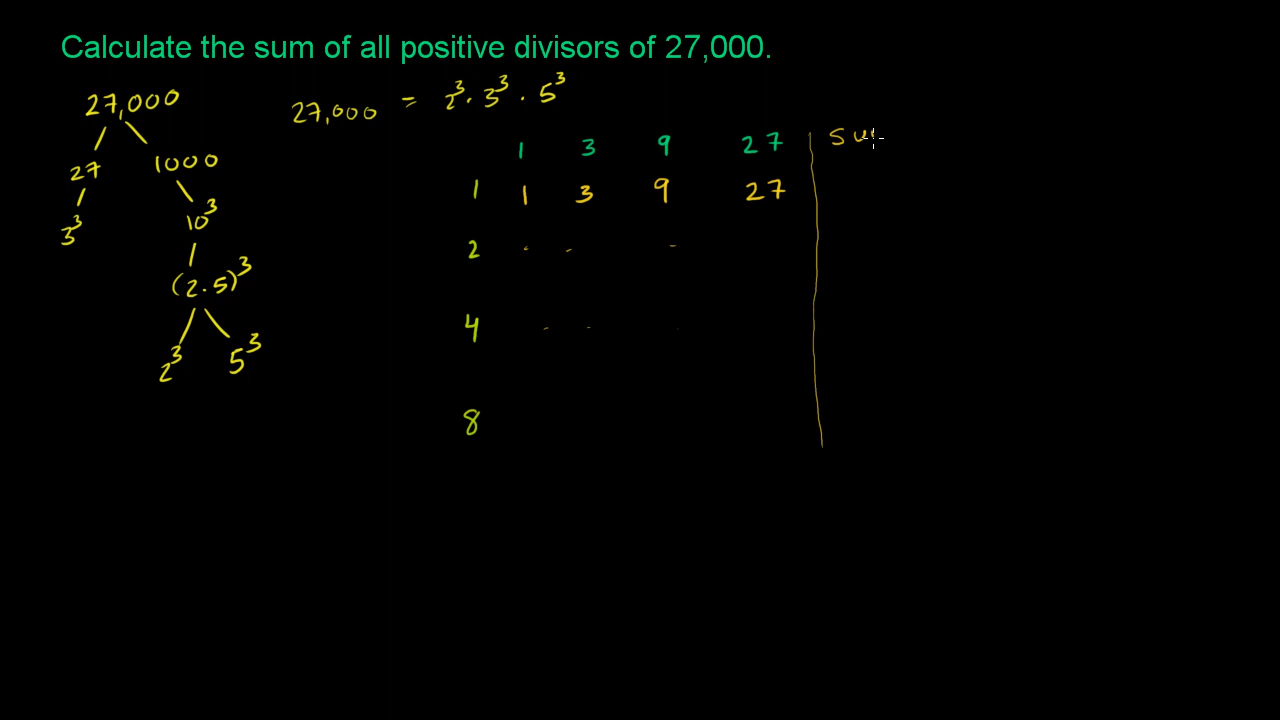 Calculate the sum of all positive divisors of 27,000.
27,000
27 1000
3³
10³
(2·5)³
2³ 5³
27,000 = 2³·3³·5³
1 3 9 27 su
1 1 3 9 27
2
4
8